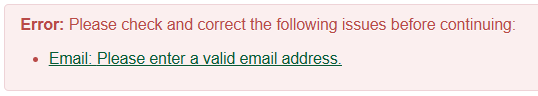 Error: Please check and correct the following issues before continuing:
Email: Please enter a valid email address.